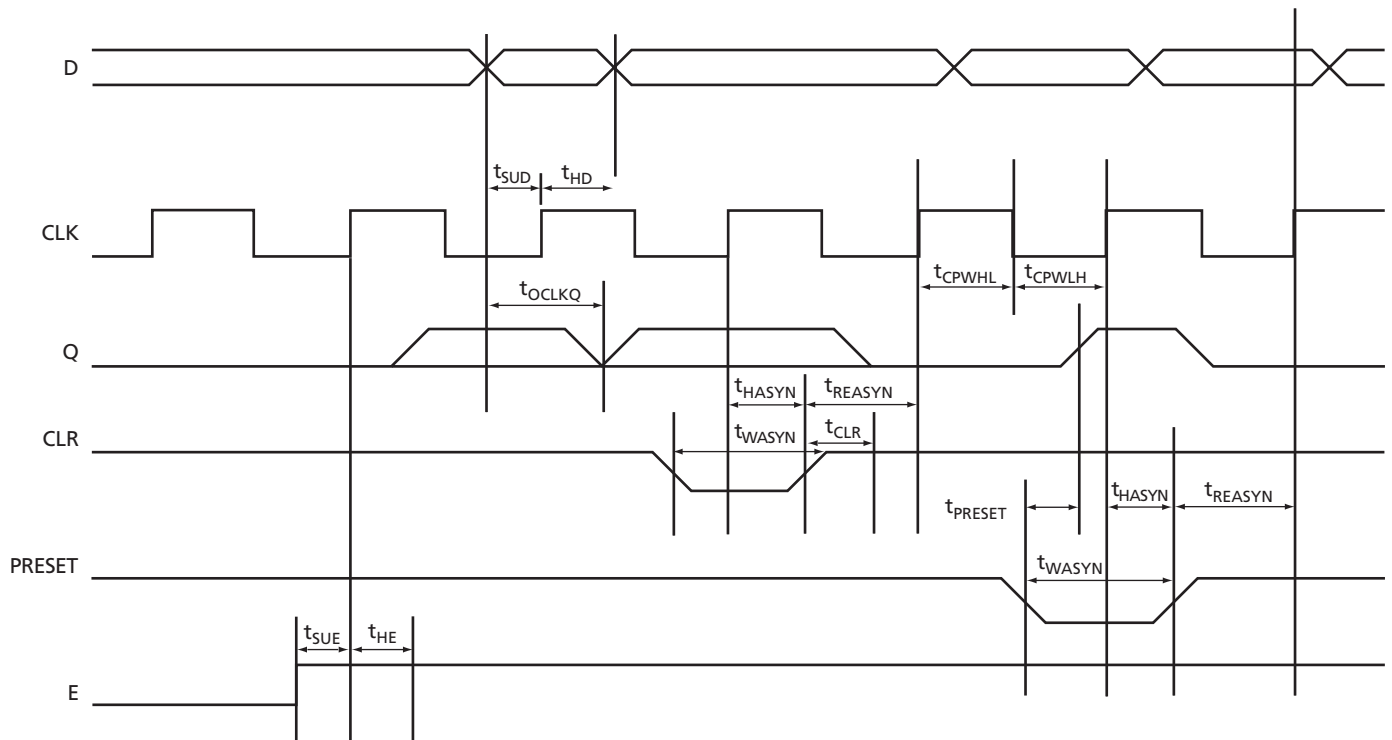 D
tSUD
tHD
CLK
tCPWHL
tCPWLH
tOCLKQ
Q
tHASYN
tREASYN
CLR
tWASYN
tCLR
tPRESET
tHASYN
tREASYN
PRESET
tWASYN
tSUE
tHE
E